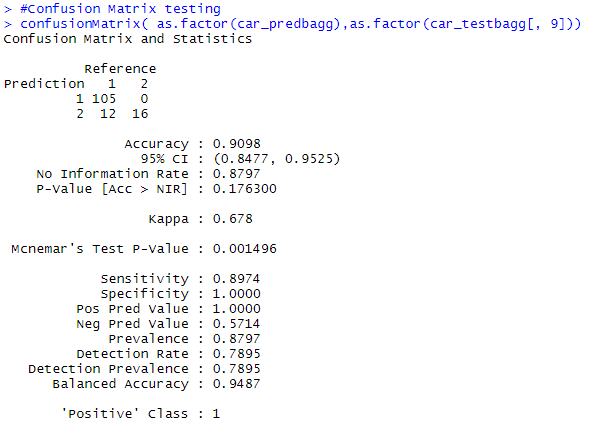 > #Confusion Matrix testing
> confusionMatrix( as.factor(car_predbagg),as.factor(car_testbagg[, 9]))
Confusion Matrix and Statistics
Reference
Prediction 1 2
1 105 0
2 12 16
Accuracy : 0.9098
95% CI : (0.8477, 0.9525)
No Information Rate : 0.8797
P-Value [Acc > NIR] : 0.176300
Kappa : 0.678
Mcnemar's Test P-Value : 0.001496
Sensitivity : 0.8974
Specificity : 1.0000
Pos Pred Value : 1.0000
Neg Pred Value : 0.5714
Prevalence : 0.8797
Detection Rate : 0.7895
Detection Prevalence : 0.7895
Balanced Accuracy : 0.9487
'Positive' Class : 1